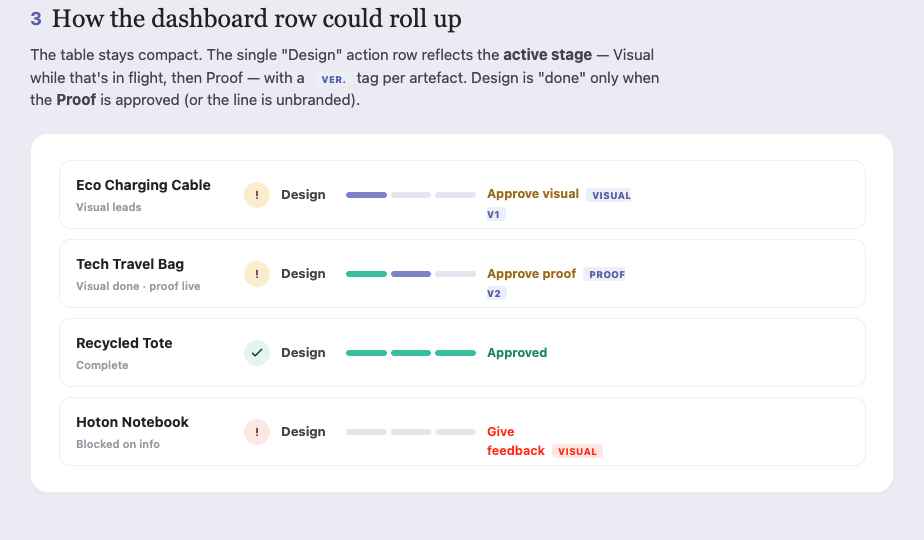 3 How the dashboard row could roll up
The table stays compact. The single "Design" action row reflects the active stage — Visual
while that's in flight, then Proof — with a VER. tag per artefact. Design is "done" only when
the Proof is approved (or the line is unbranded).
Eco Charging Cable
Visual leads
!
Design
Approve visual VISUAL
V1
Tech Travel Bag
Visual done · proof live
!
Design
Approve proof PROOF
V2
Recycled Tote
Complete
Design
Approved
Hoton Notebook
Blocked on info
!
Design
Give
feedback VISUAL